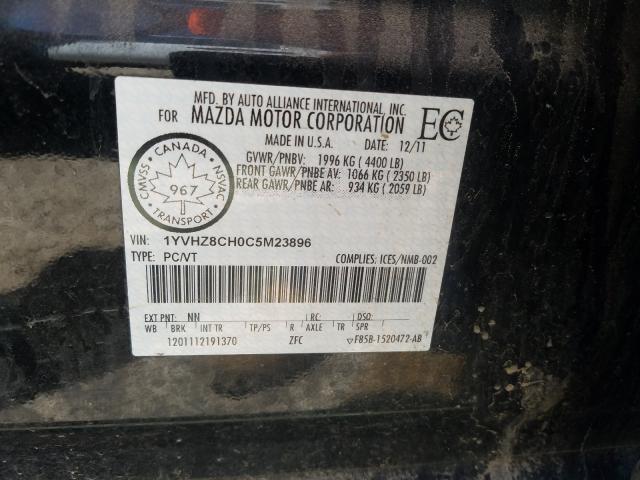 MFD. BY AUTO ALLIANCE INTERNATIONAL, INC.
FOR MAZDA MOTOR CORPORATION
EC
MADE IN U.S.A. DATE: 12/11
GVWR/PNBV: 1996 KG ( 4400 LB)
FRONT GAWR/PNBE AV: 1066 KG ( 2350 LB)
REAR GAWR/PNBE AR: 934 KG ( 2059 LB)
CANADA
CMVSS
NSVAC
967
TRANSPORT
VIN: 1YVHZ8CH0C5M23896
TYPE: PC/VT COMPLIES: ICES/NMB-002
EXT PNT: NN RC: DSO:
WB BRK INT TR TP/PS R AXLE TR SPR
1201112191370 ZFC F85B-1520472-AB